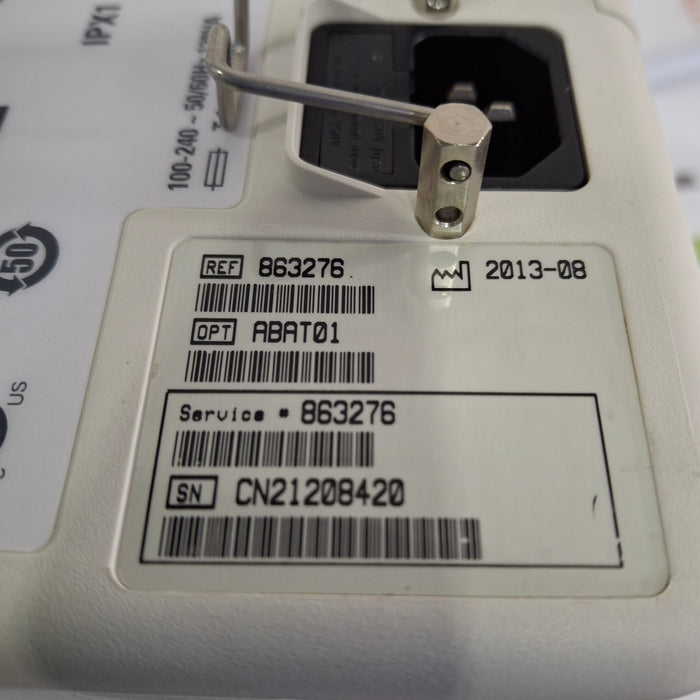 IPX1
100-240 ~ 50/60Hz
50
US
REF 863276
2013-08
OPT ABAT01
Service # 863276
SN CN21208420